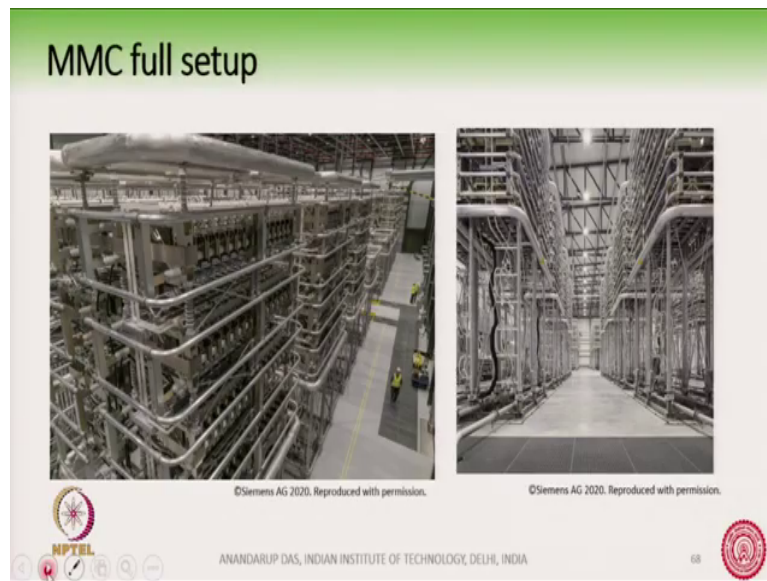 MMC full setup
©Siemens AG 2020. Reproduced with permission.
©Siemens AG 2020. Reproduced with permission.
NPTEL
ANANDARUP DAS, INDIAN INSTITUTE OF TECHNOLOGY, DELHI, INDIA
68